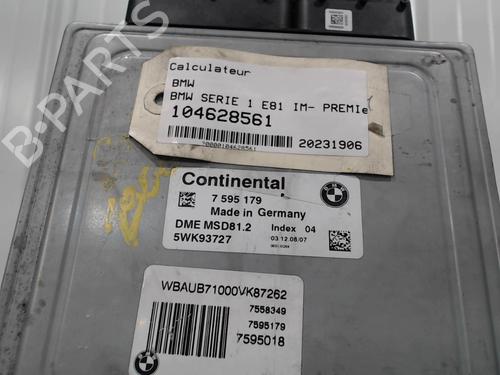 Calculateur
BMW
BMW SERIE 1 E81 IM- PREMIe
104628561
20000104628561
20231906
Continental
7 595 179
Made in Germany
DME MSD81.2
Index 04
5WK93727
03.12.08/07
WBAUB71000VK87262
7558349
7595179
7595018